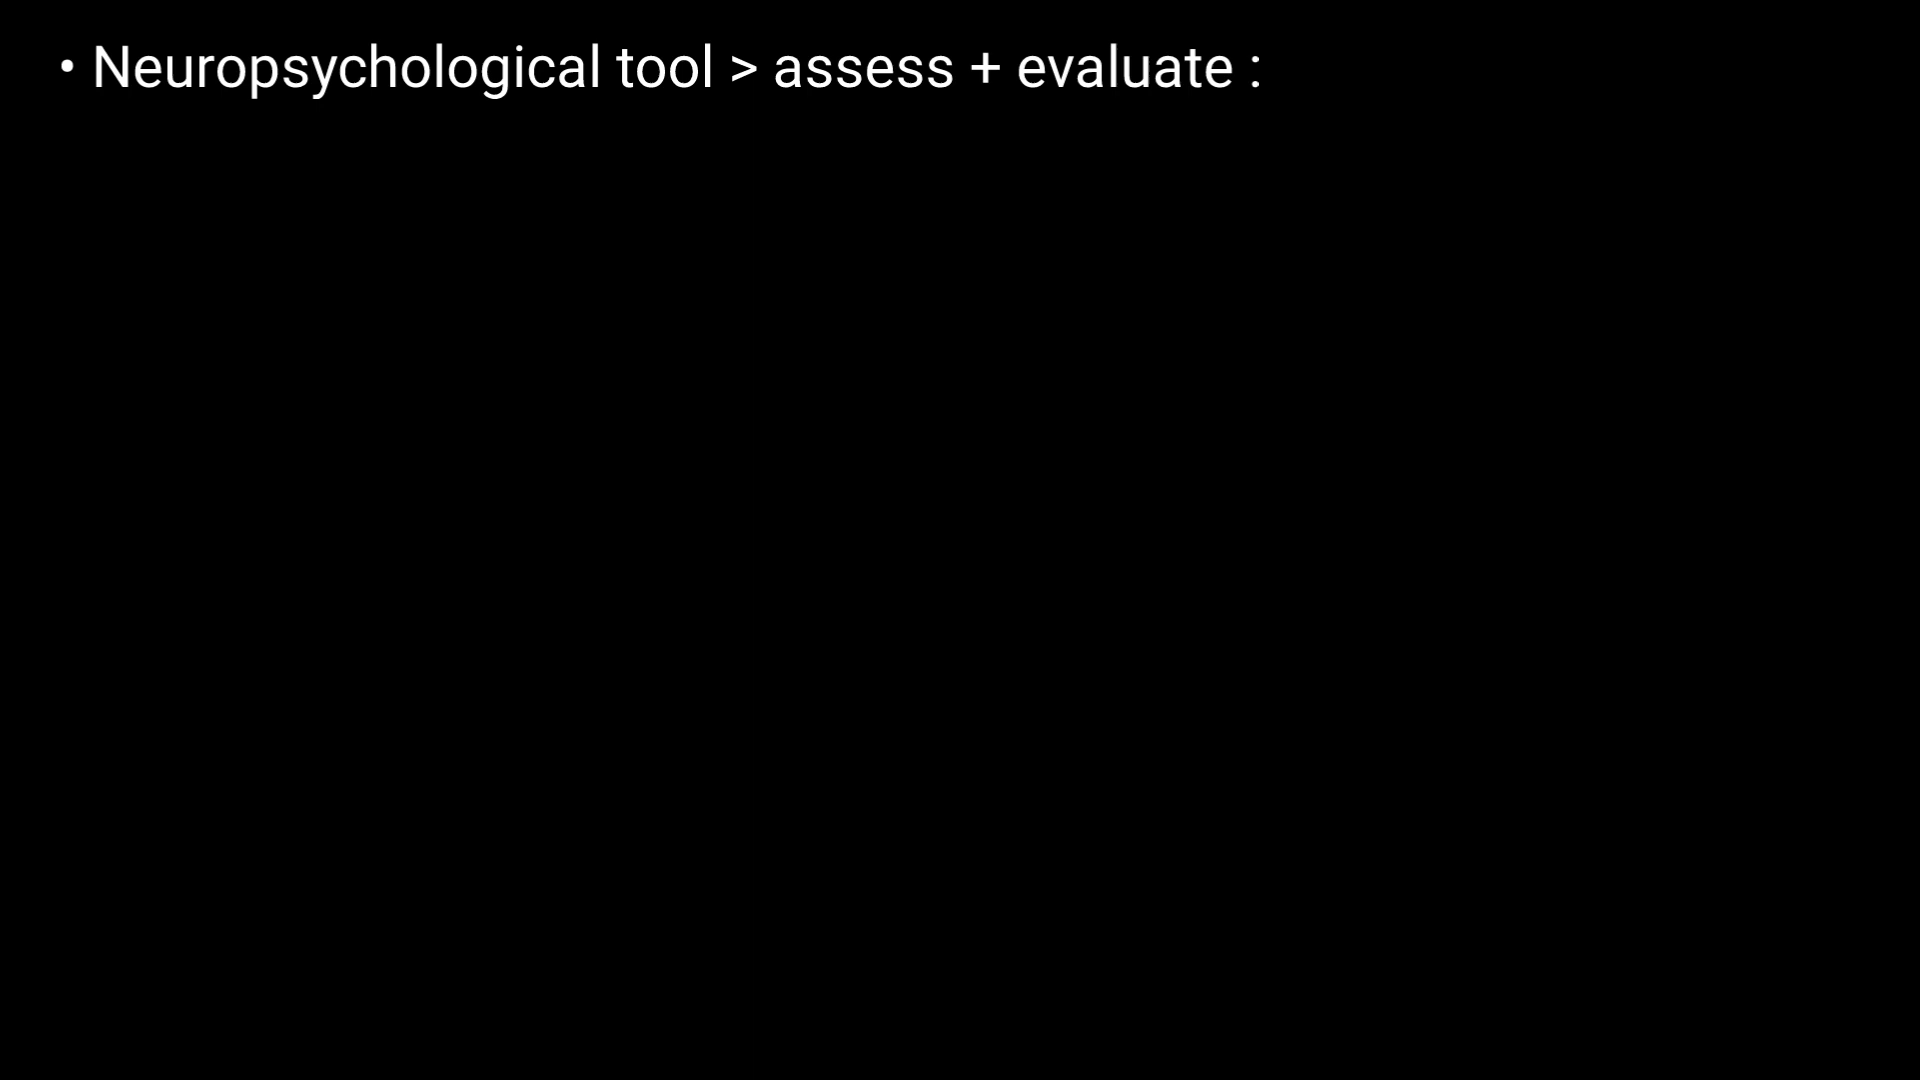 • Neuropsychological tool > assess + evaluate :